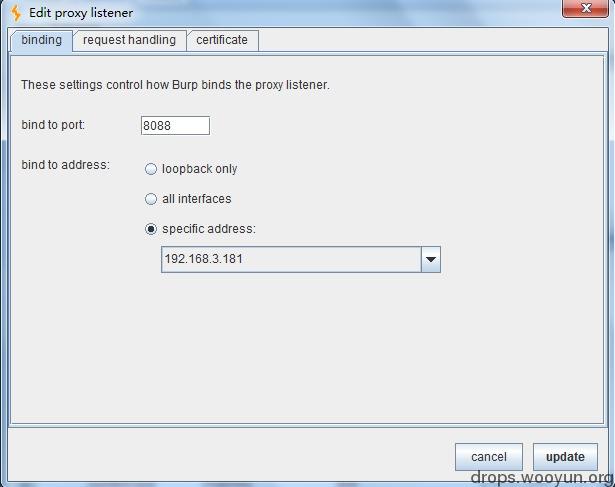 Edit proxy listener
binding request handling certificate
These settings control how Burp binds the proxy listener.
bind to port: 8088
bind to address: loopback only
all interfaces
specific address:
192.168.3.181
cancel update
drops.wooyun.org